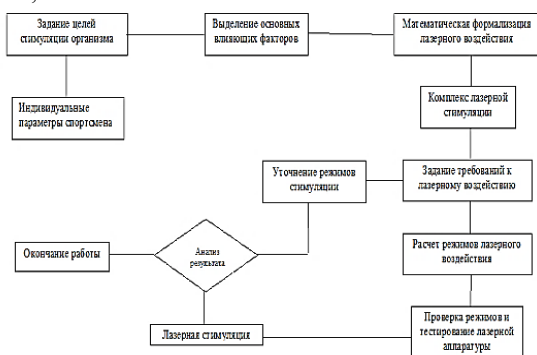 Задание целей
стимуляции организма
Выделение основных
влияющих факторов
Математическая формализация
лазерного воздействия
Индивидуальные
параметры спортсмена
Комплекс лазерной
стимуляции
Уточнение режимов
стимуляции
Задание требований к
лазерному воздействию
Окончание работы
Анализ
результата
Расчет режимов лазерного
воздействия
Лазерная стимуляция
Проверка режимов и
тестирование лазерной
аппаратуры